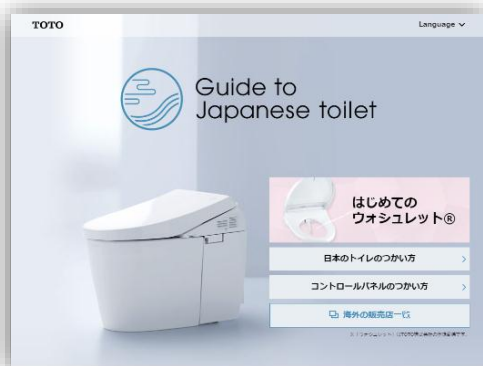 TOTO
Language
Guide to
Japanese toilet
はじめての
ウォシュレット®
日本のトイレのつかい方
コントロールパネルのつかい方
海外の販売店一覧